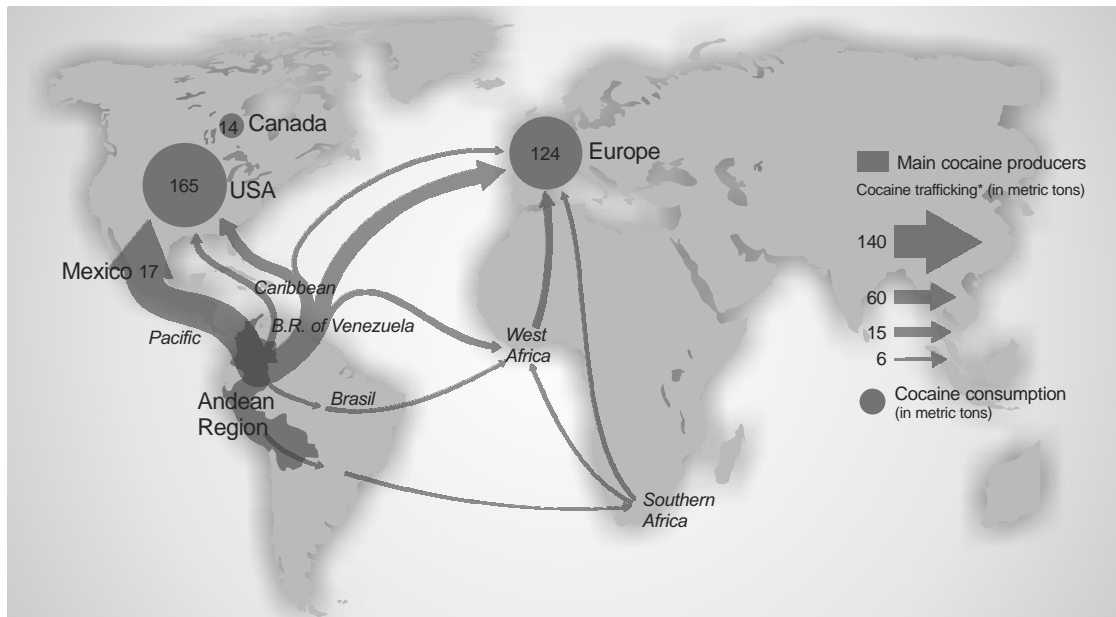 14 Canada
165 USA
124 Europe
Mexico 17
Caribbean
Pacific
B.R. of Venezuela
West
Africa
Andean
Region
Brasil
Southern
Africa
Main cocaine producers
Cocaine trafficking* (in metric tons)
140
60
15
6
Cocaine consumption
(in metric tons)